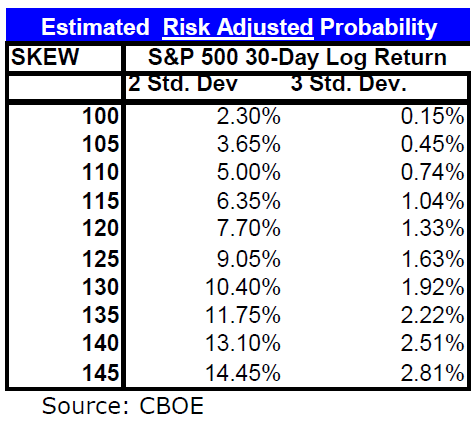 Estimated Risk Adjusted Probability
SKEW S&P 500 30-Day Log Return
2 Std. Dev 3 Std. Dev.
100 2.30% 0.15%
105 3.65% 0.45%
110 5.00% 0.74%
115 6.35% 1.04%
120 7.70% 1.33%
125 9.05% 1.63%
130 10.40% 1.92%
135 11.75% 2.22%
140 13.10% 2.51%
145 14.45% 2.81%
Source: CBOE